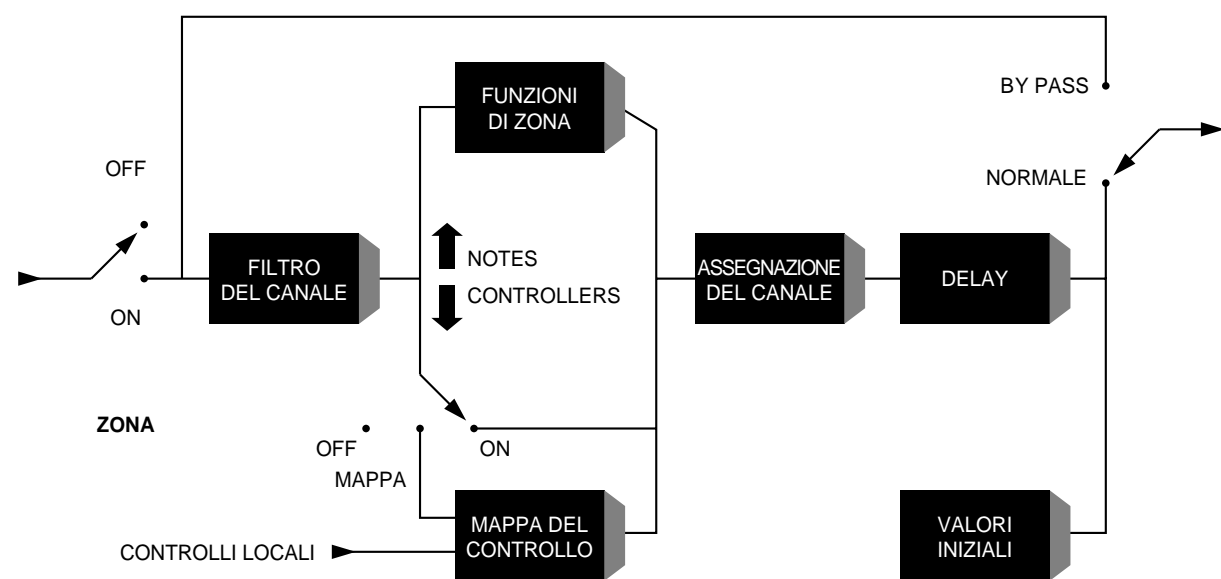 BY PASS
FUNZIONI
DI ZONA
OFF
NORMALE
FILTRO
DEL CANALE
NOTES
CONTROLLERS
ASSEGNAZIONE
DEL CANALE
DELAY
ON
ZONA
OFF
ON
MAPPA
MAPPA DEL
CONTROLLO
VALORI
INIZIALI
CONTROLLI LOCALI